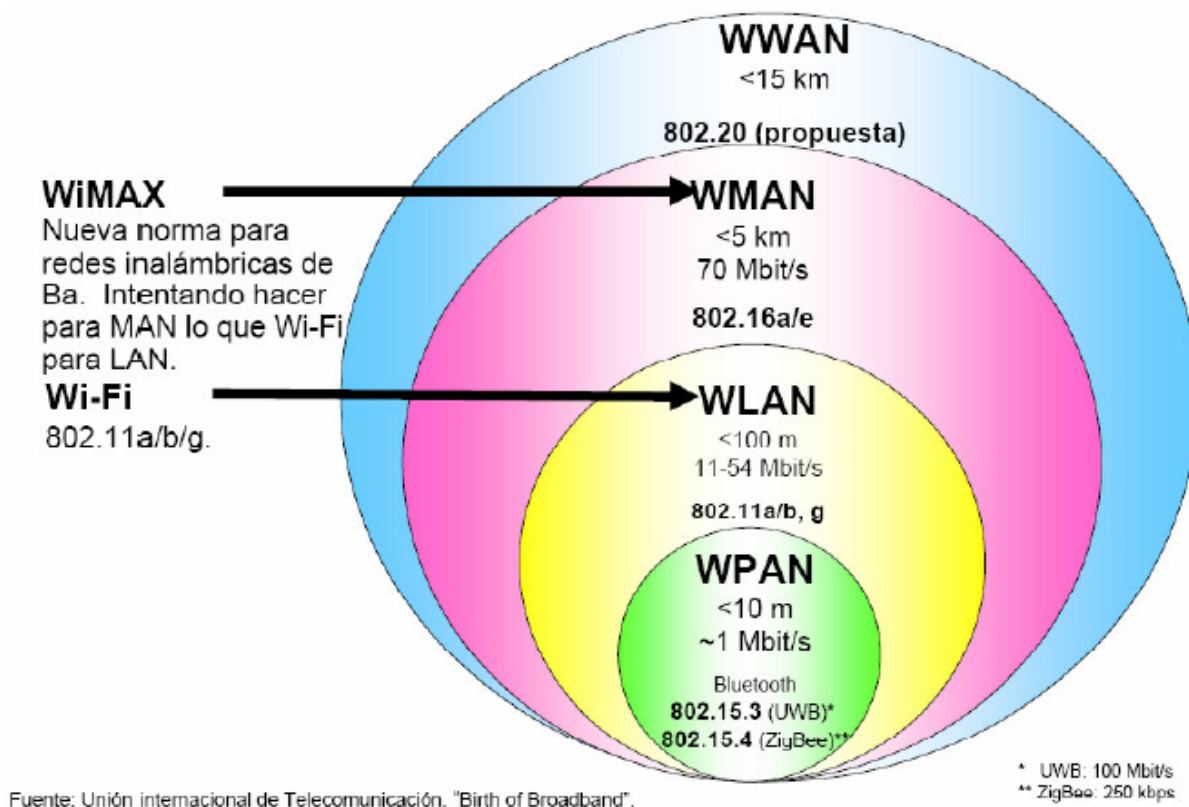 WWAN
<15 km
802.20 (propuesta)
WiMAX
Nueva norma para
redes inalámbricas de
Ba. Intentando hacer
para MAN lo que Wi-Fi
para LAN.
WMAN
<5 km
70 Mbit/s
802.16a/e
Wi-Fi
802.11a/b/g.
WLAN
<100 m
11-54 Mbit/s
802.11a/b, g
WPAN
<10 m
~1 Mbit/s
Bluetooth
802.15.3 (UWB)*
802.15.4 (ZigBee)**
* UWB: 100 Mbit/s
** ZigBee: 250 kbps
Fuente: Unión internacional de Telecomunicación. "Birth of Broadband".